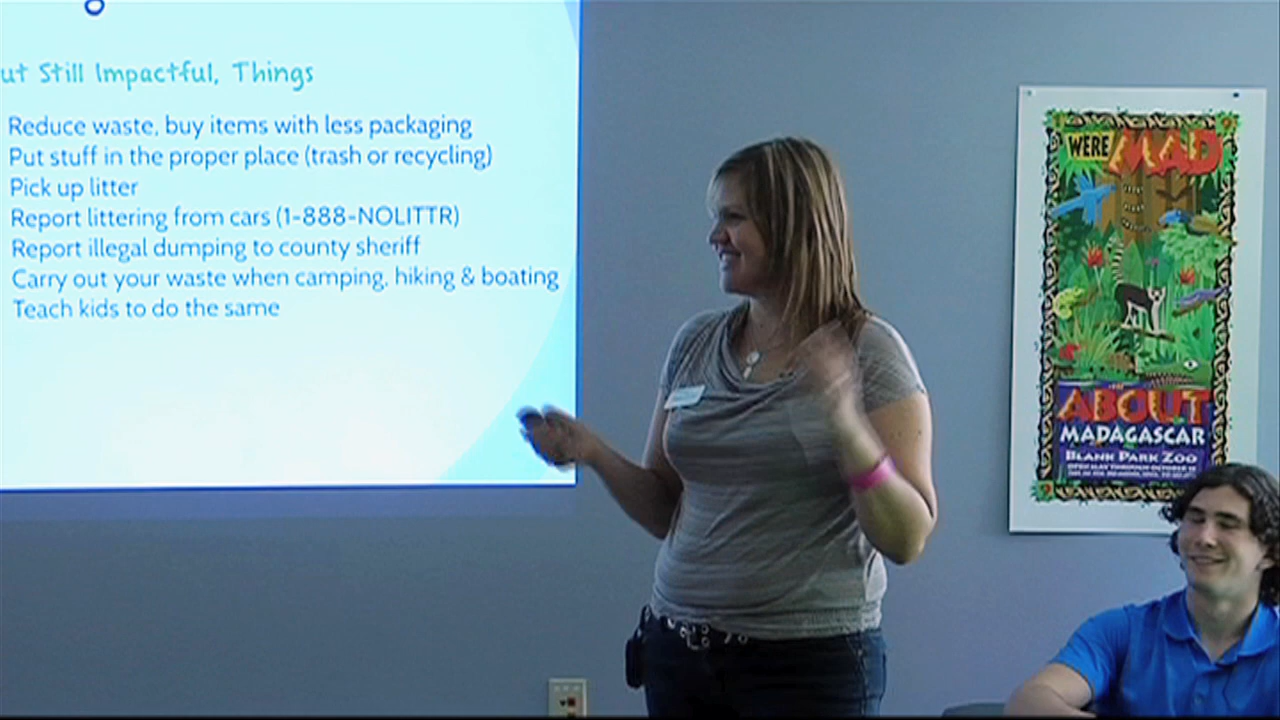 ut Still Impactful, Things
Reduce waste, buy items with less packaging
Put stuff in the proper place (trash or recycling)
Pick up litter
Report littering from cars (1-888-NOLITTR)
Report illegal dumping to county sheriff
Carry out your waste when camping, hiking & boating
Teach kids to do the same
WERE MAD
ABOUT
MADAGASCAR
BLANK PARK ZOO